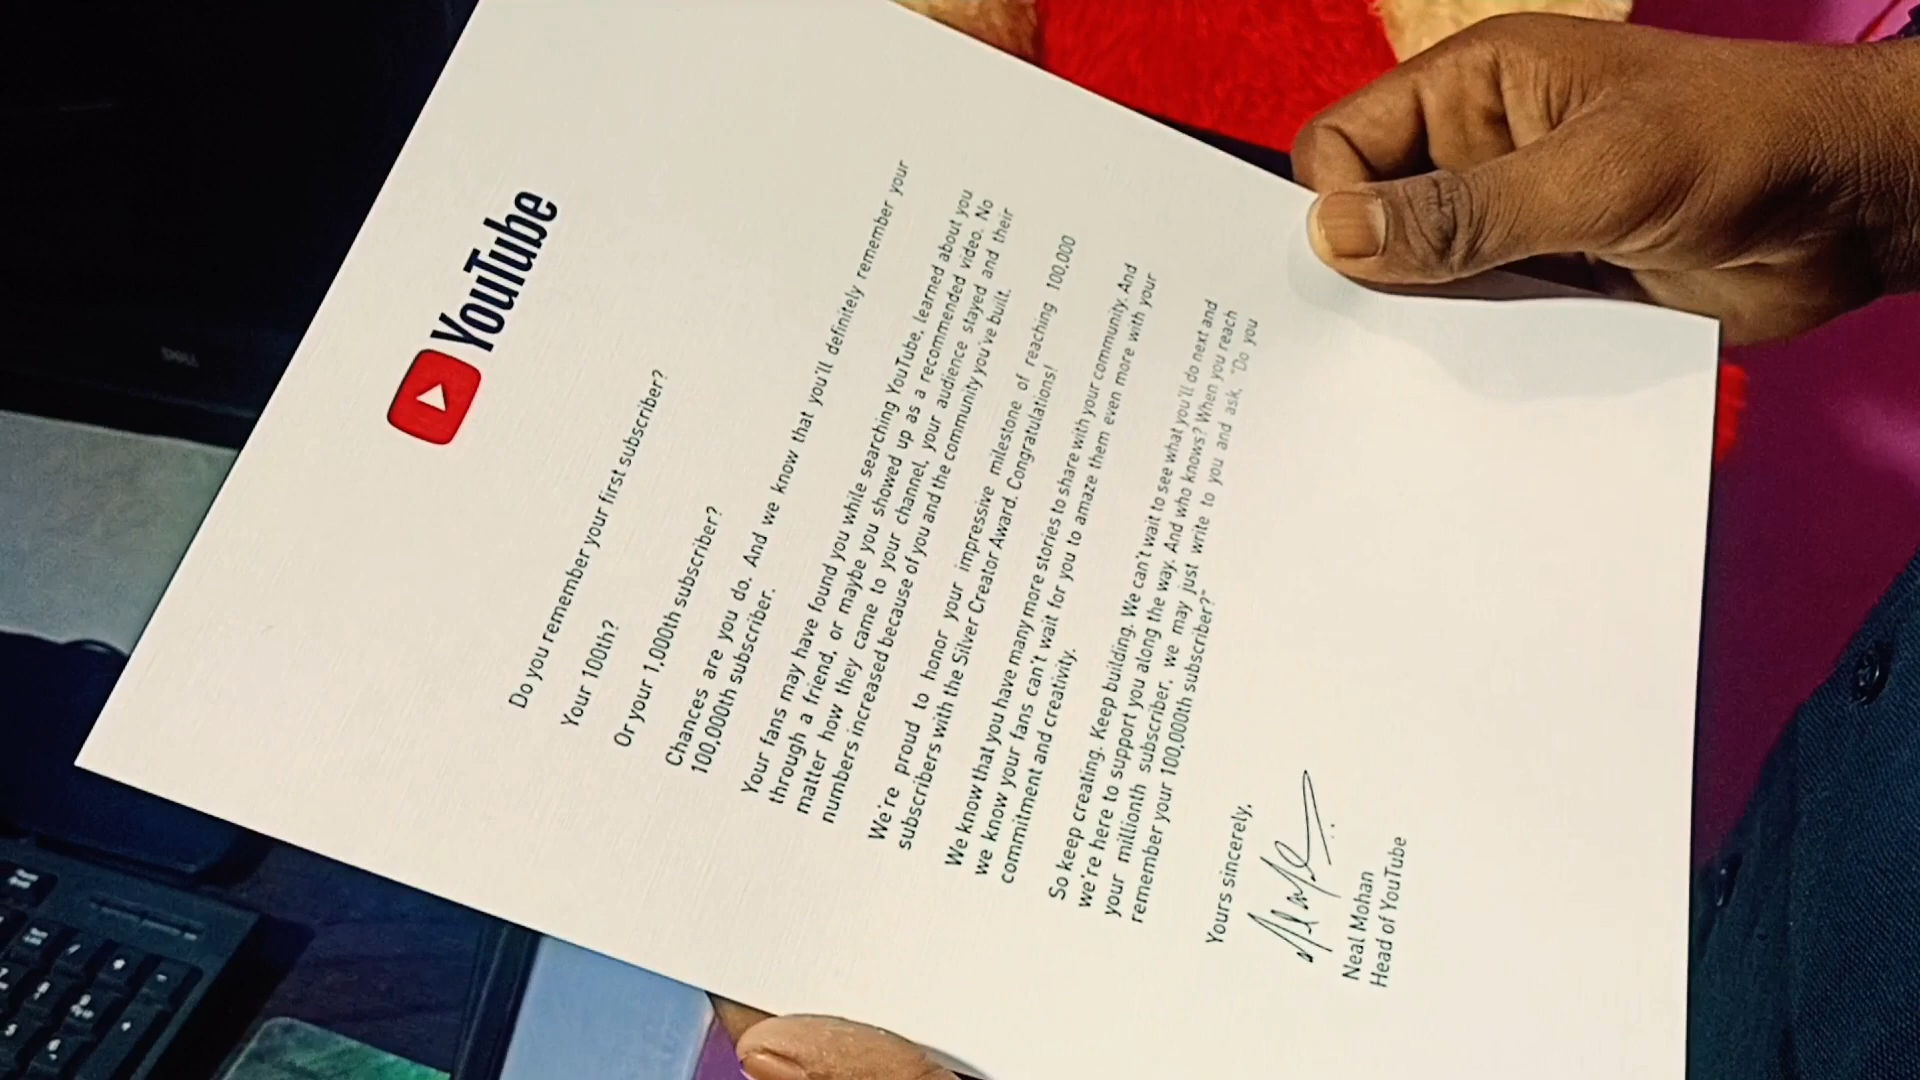 YouTube
Do you remember your first subscriber?
Your 100th?
Or your 1,000th subscriber?
Chances are you do. And we know that you'll definitely remember your
100,000th subscriber.
Your fans may have found you while searching YouTube, learned about you
through a friend, or maybe you showed up as a recommended video. No
matter how they came to your channel, your audience stayed and their
numbers increased because of you and the community you've built.
We're proud to honor your impressive milestone of reaching 100,000
subscribers with the Silver Creator Award. Congratulations!
We know that you have many more stories to share with your community. And
we know your fans can't wait for you to amaze them even more with your
commitment and creativity.
So keep creating. Keep building. We can't wait to see what you'll do next and
we're here to support you along the way. And who knows? When you reach
your millionth subscriber, we may just write to you and ask, "Do you
remember your 100,000th subscriber?"
Yours sincerely,
Neal Mohan
Head of YouTube
DELL